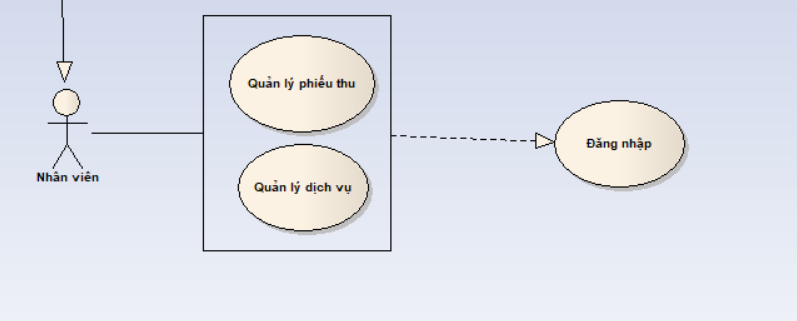 Quản lý phiếu thu
Đăng nhập
Nhân viên
Quản lý dịch vụ